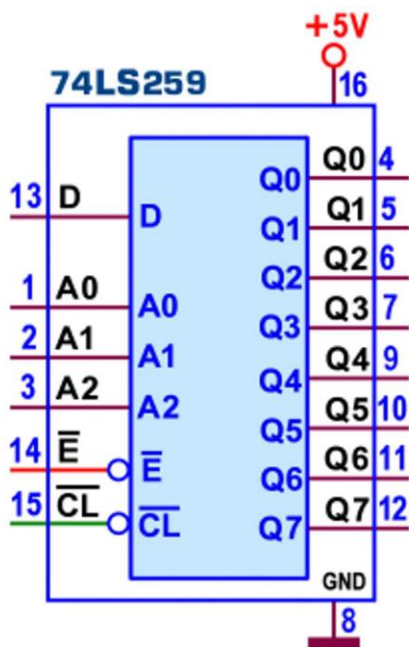 +5V
74LS259
16
13 D D Q0 Q0 4
Q1 Q1 5
1 A0 A0 Q2 Q2 6
2 A1 A1 Q3 Q3 7
3 A2 A2 Q4 Q4 9
Q5 Q5 10
14 E̅ E̅ Q6 Q6 11
15 C̅L̅ C̅L̅ Q7 Q7 12
GND
8